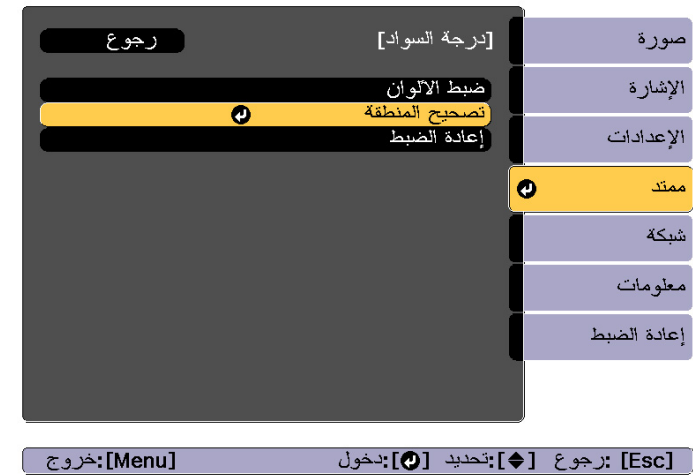 صورة
الإشارة
الإعدادات
ممتد
شبكة
معلومات
إعادة الضبط
[درجة السواد] رجوع
ضبط الألوان
تصحيح المنطقة
إعادة الضبط
[Esc] :رجوع [◆]:تحديد [↵]:دخول [Menu]:خروج